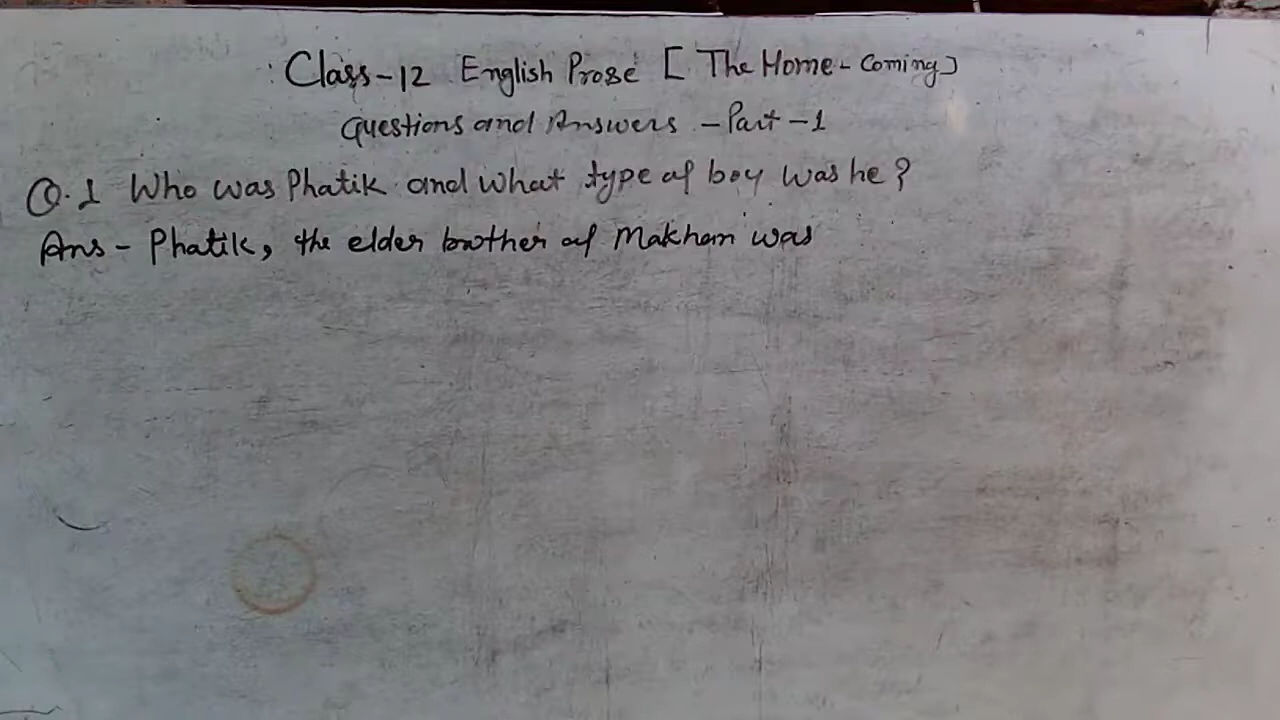 Class-12 English Prose [ The Home-Coming]
Questions and Answers - Part-1
Q.1 Who was Phatik and what type of boy was he?
Ans- Phatik, the elder brother of Makhan was